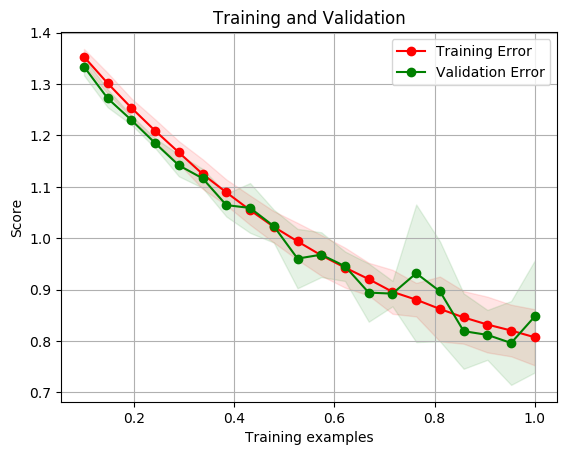 Training and Validation
Training Error
Validation Error
1.4
1.3
1.2
1.1
1.0
0.9
0.8
0.7
Score
0.2
0.4
0.6
0.8
1.0
Training examples